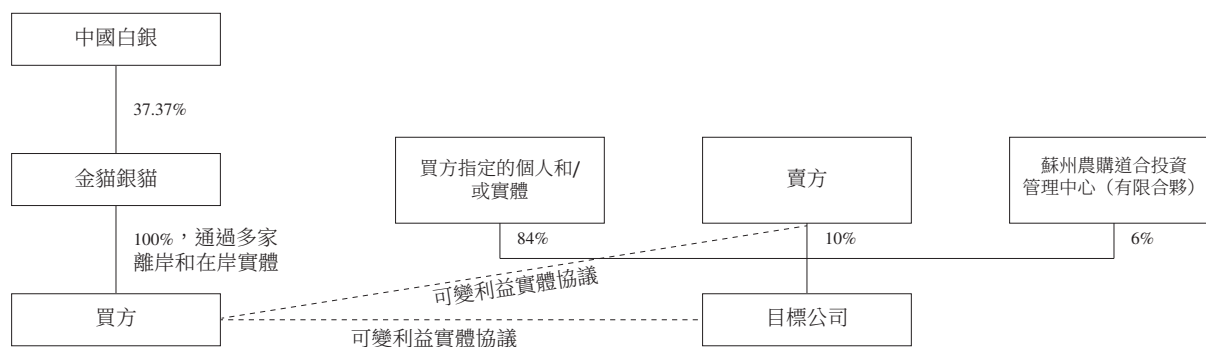 中國白銀
37.37%
金貓銀貓
買方指定的個人和/
或實體
賣方
蘇州農購道合投資
管理中心（有限合夥）
100%，通過多家
離岸和在岸實體
84%
10%
6%
可變利益實體協議
買方
目標公司
可變利益實體協議